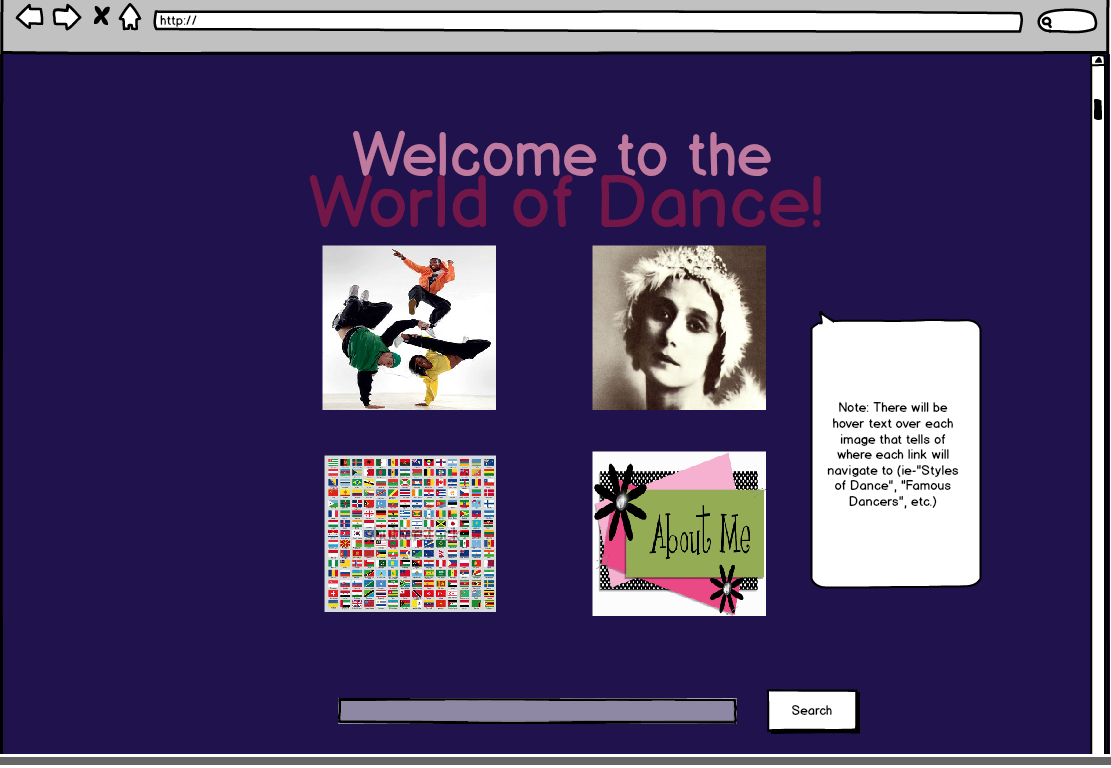 http://
Welcome to the
World of Dance!
Note: There will be
hover text over each
image that tells of
where each link will
navigate to (ie-"Styles
of Dance", "Famous
Dancers", etc.)
About Me
Search